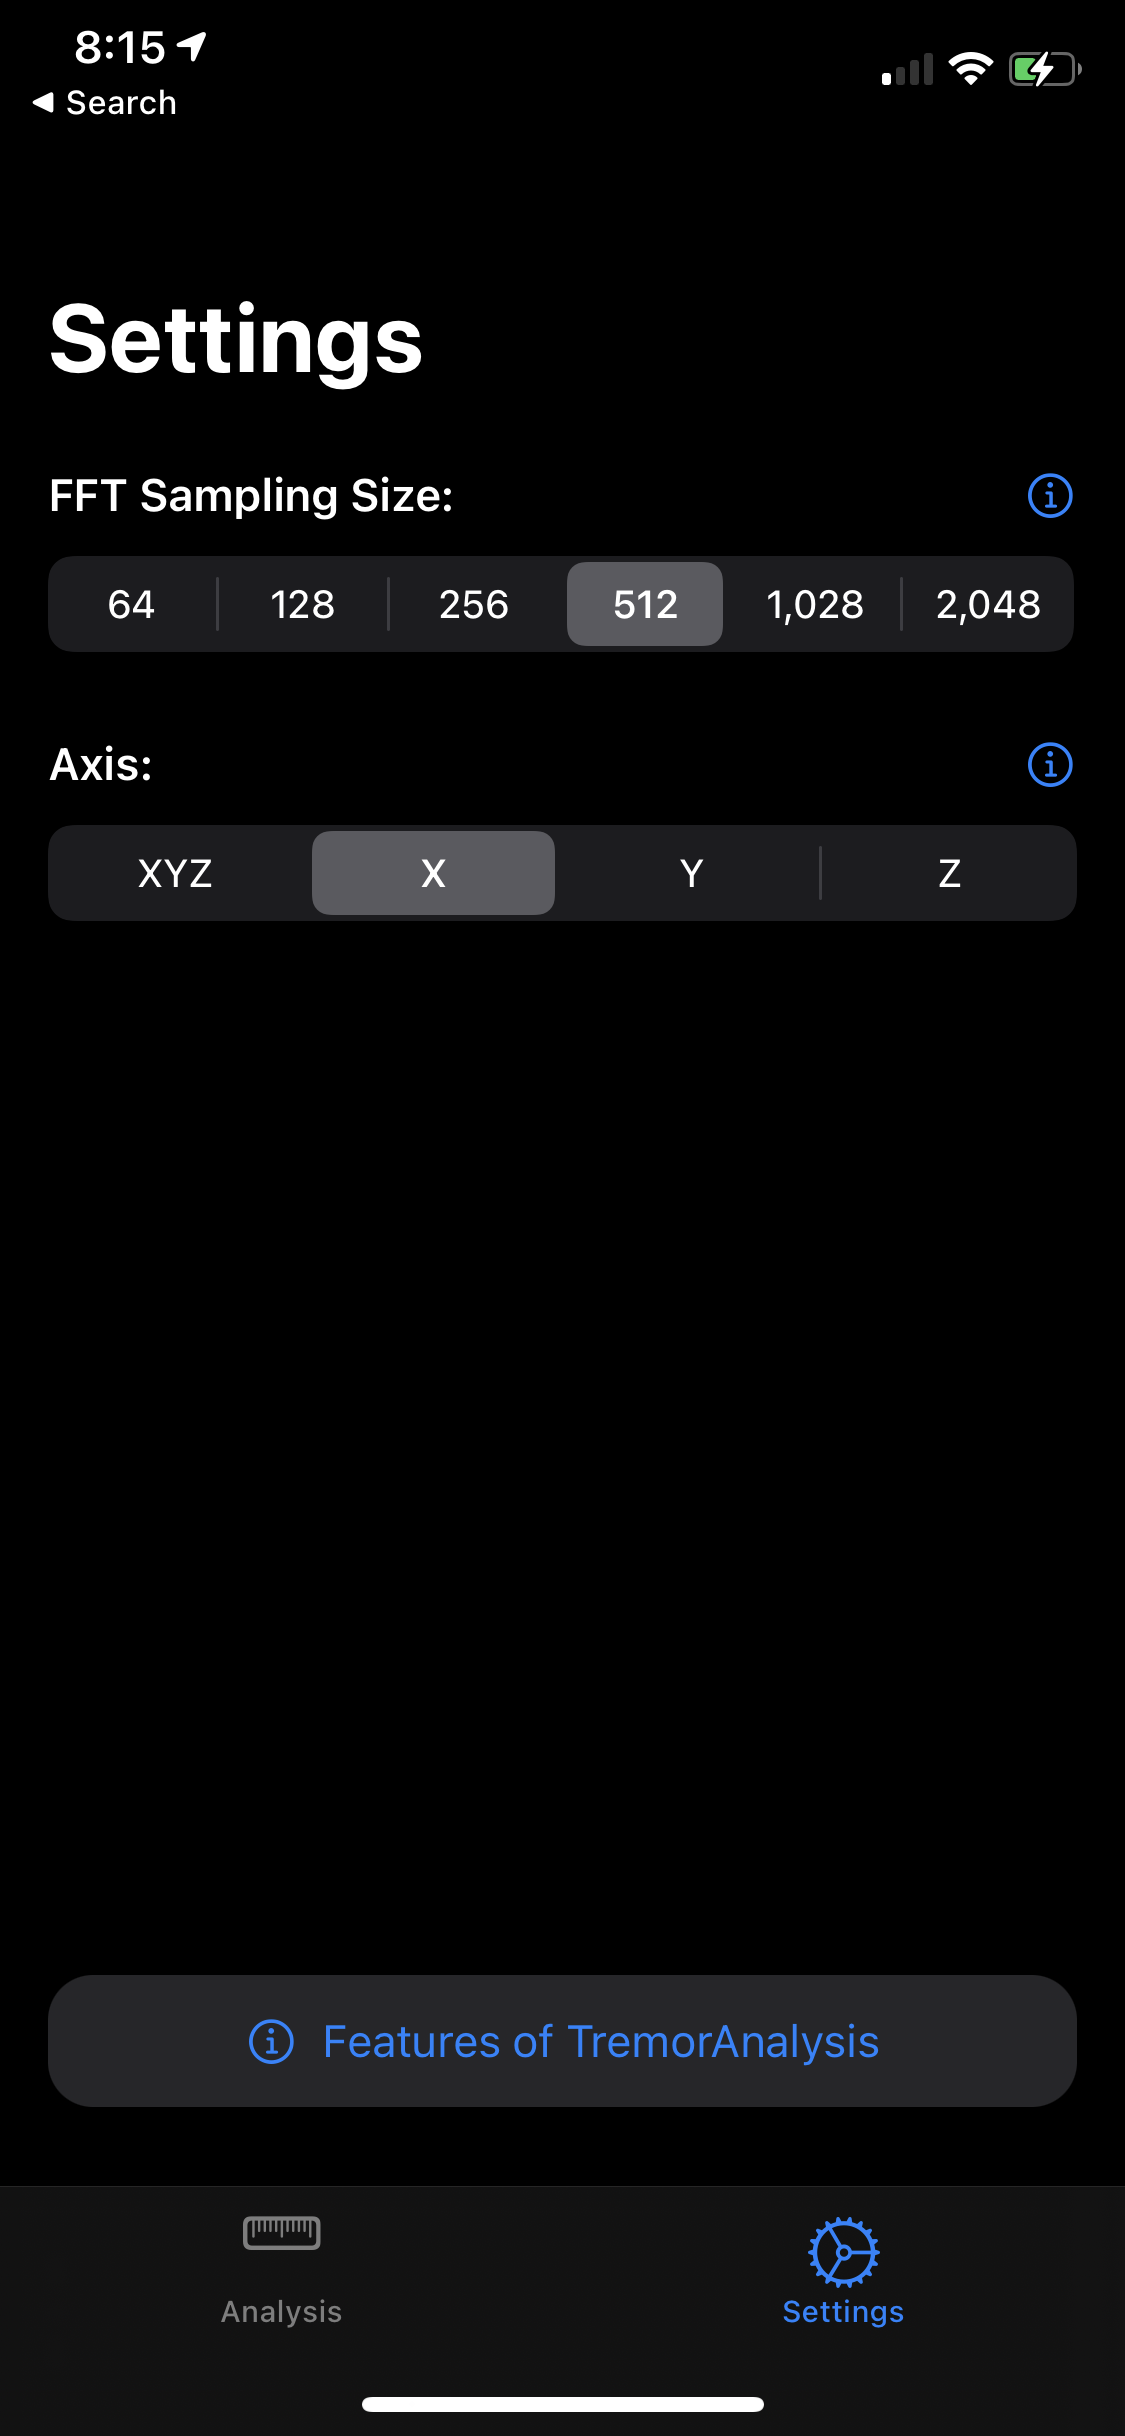 8:15
Search
Settings
FFT Sampling Size:
64 128 256 512 1,028 2,048
Axis:
XYZ X Y Z
Features of TremorAnalysis
Analysis Settings